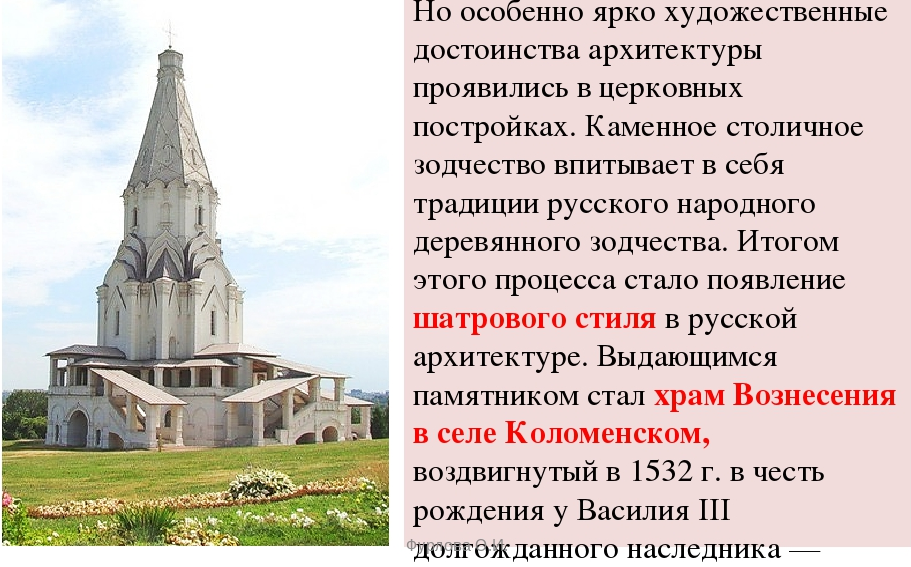 Но особенно ярко художественные
достоинства архитектуры
проявились в церковных
постройках. Каменное столичное
зодчество впитывает в себя
традиции русского народного
деревянного зодчества. Итогом
этого процесса стало появление
шатрового стиля в русской
архитектуре. Выдающимся
памятником стал храм Вознесения
в селе Коломенском,
воздвигнутый в 1532 г. в честь
рождения у Василия III
долгожданного наследника —
Фурлова О.И.